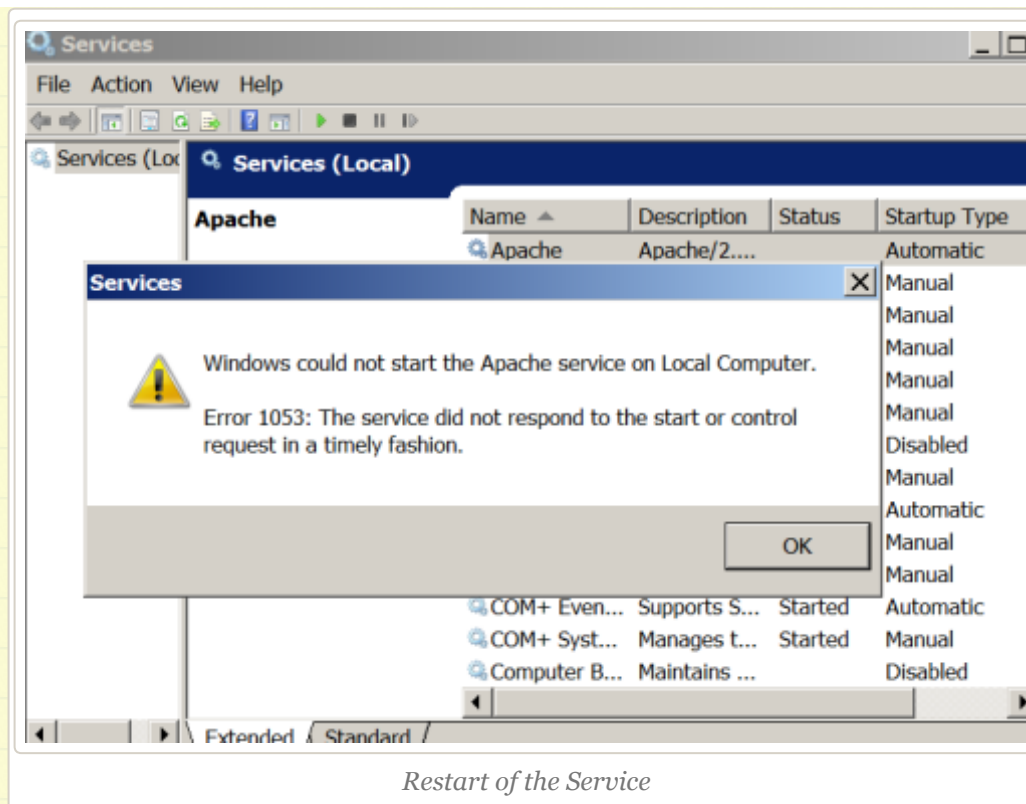 Services
File Action View Help
Services (Loc
Services (Local)
Apache
Name Description Status Startup Type
Apache Apache/2.... Automatic
Services
Manual
Manual
Manual
Manual
Manual
Disabled
Manual
Automatic
Manual
Manual
Windows could not start the Apache service on Local Computer.
Error 1053: The service did not respond to the start or control
request in a timely fashion.
OK
COM+ Even... Supports S... Started Automatic
COM+ Syst... Manages t... Started Manual
Computer B... Maintains ... Disabled
Extended Standard
Restart of the Service